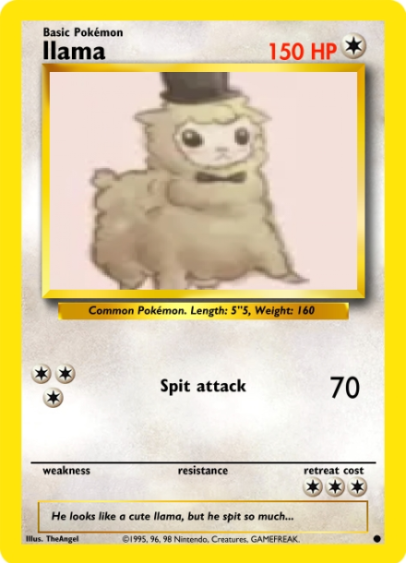 Basic Pokémon
llama
150 HP
Common Pokémon. Length: 5"5, Weight: 160
Spit attack
70
weakness
resistance
retreat cost
He looks like a cute llama, but he spit so much...
Illus. TheAngel
©1995, 96, 98 Nintendo, Creatures, GAMEFREAK.